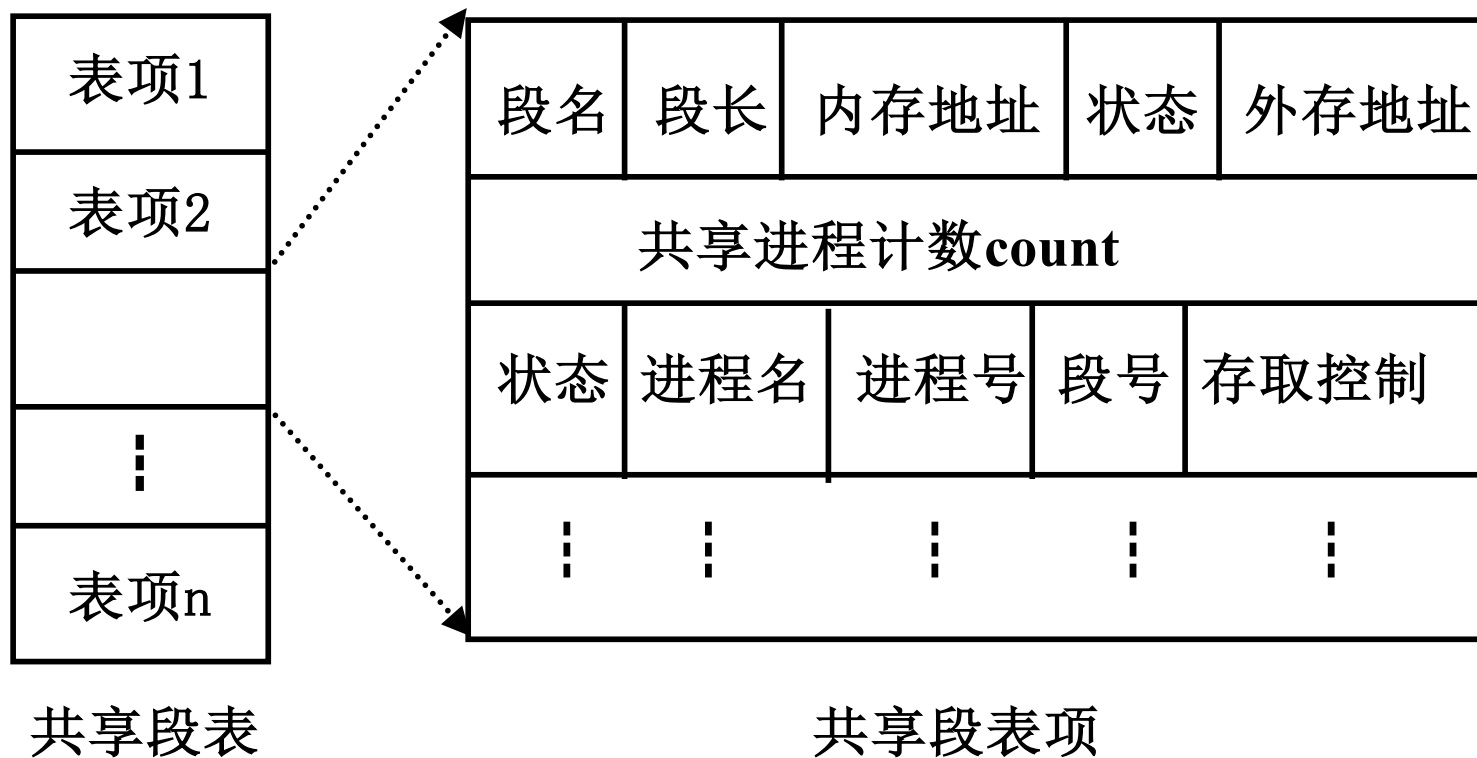 表项1
表项2
表项n
共享段表
段名 段长 内存地址 状态 外存地址
共享进程计数count
状态 进程名 进程号 段号 存取控制
共享段表项